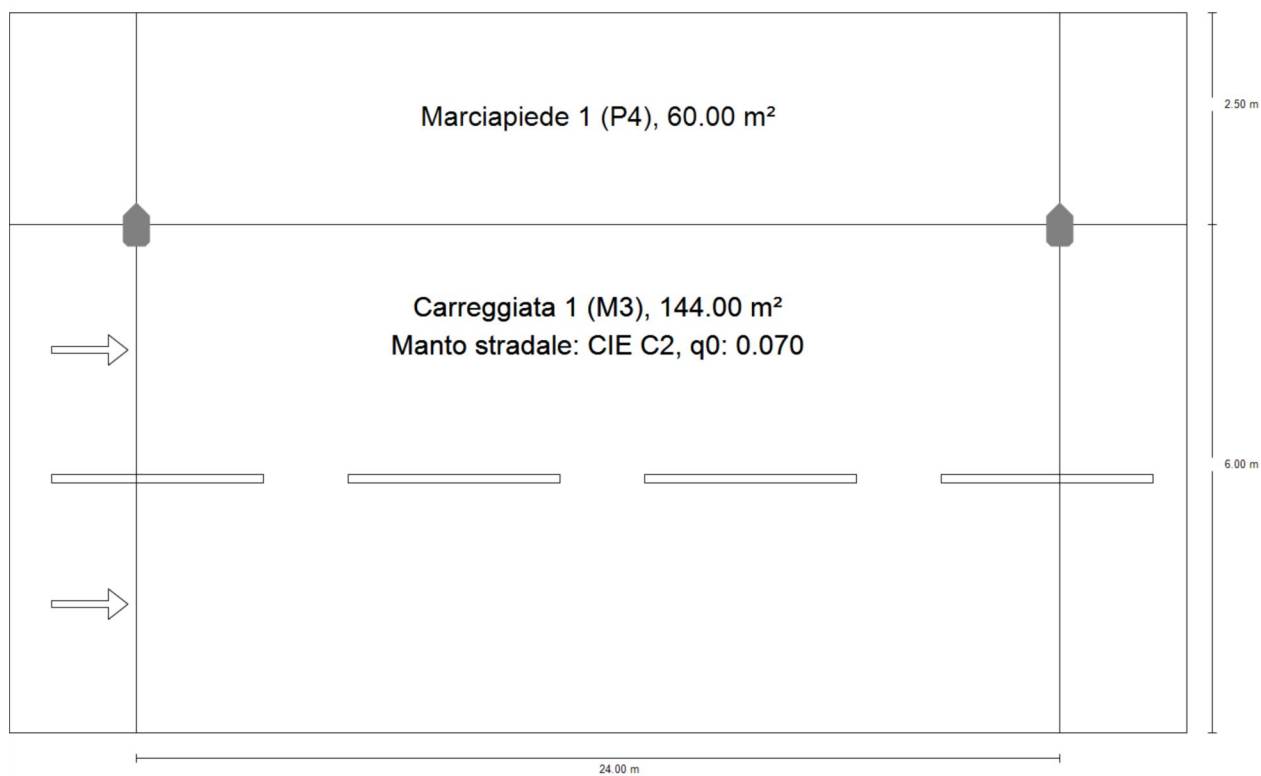 Marciapiede 1 (P4), 60.00 m²
2.50 m
Carreggiata 1 (M3), 144.00 m²
Manto stradale: CIE C2, q0: 0.070
6.00 m
24.00 m